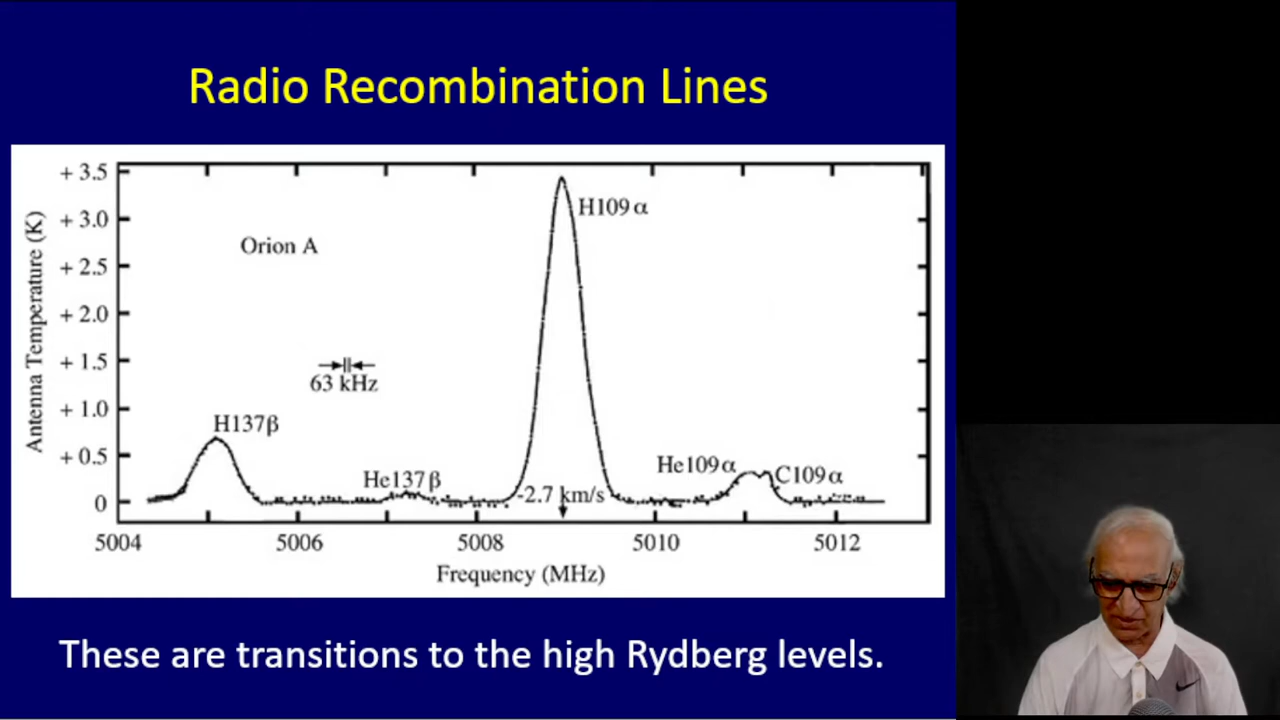 Radio Recombination Lines
+ 3.5
+ 3.0
+ 2.5
+ 2.0
+ 1.5
+ 1.0
+ 0.5
0
Antenna Temperature (K)
Orion A
63 kHz
H137β
He137β
H109α
-2.7 km/s
He109α
C109α
5004 5006 5008 5010 5012
Frequency (MHz)
These are transitions to the high Rydberg levels.